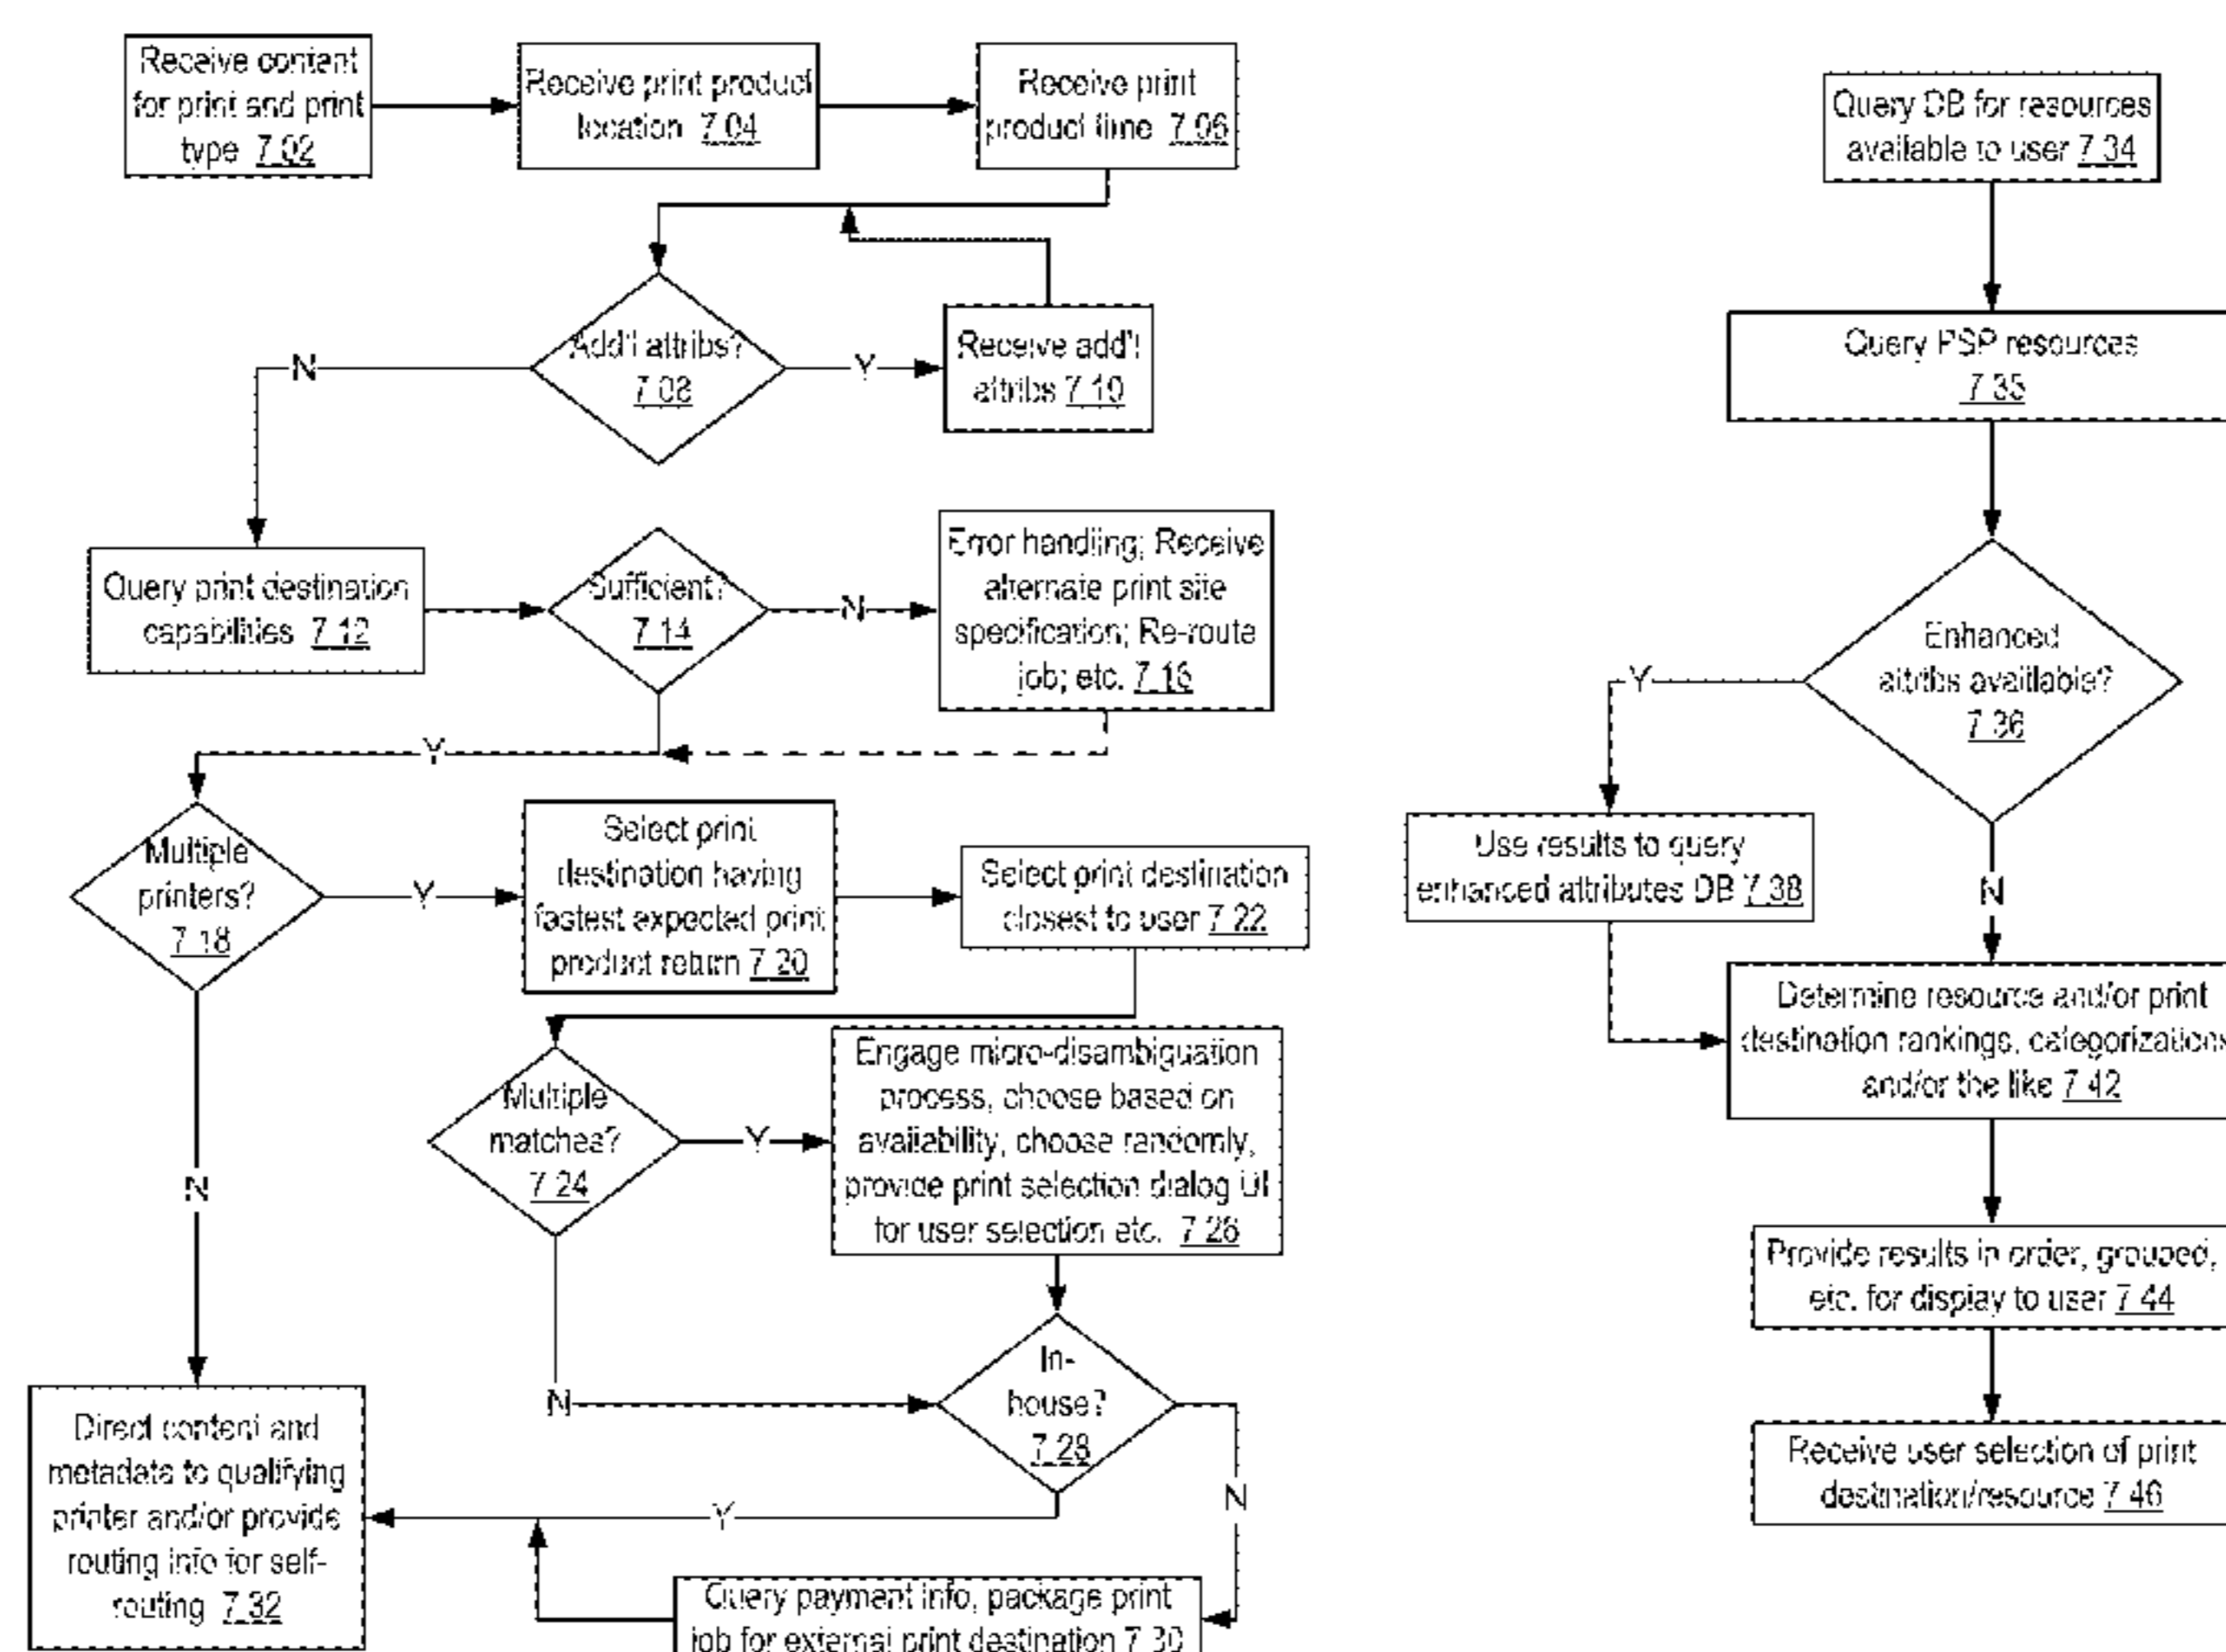 Receive content
for print and print
type 7.02
Receive print product
location 7.04
Receive print
product time 7.06
Add'l attribs?
7.08
Y
Receive add'l
attribs 7.10
N
Query print destination
capabilities 7.12
Sufficient?
7.14
N
Error handling; Receive
alternate print site
specification; Re-route
job; etc. 7.16
Y
Multiple
printers?
7.18
Y
Select print
destination having
fastest expected print
product return 7.20
Select print destination
closest to user 7.22
Multiple
matches?
7.24
Y
Engage micro-disambiguation
process, choose based on
availability, choose randomly,
provide print selection dialog UI
for user selection etc. 7.26
N
N
In-
house?
7.28
N
Y
Query payment info, package print
job for external print destination 7.30
Direct content and
metadata to qualifying
printer and/or provide
routing info for self-
routing 7.32
Query DB for resources
available to user 7.34
Query PSP resources
7.35
Enhanced
attribs availlable?
7.36
Y
Use results to query
enhanced attributes DB 7.38
N
Determine resource and/or print
destination rankings, categorizations
and/or the like 7.42
Provide results in order, grouped,
etc. for display to user 7.44
Receive user selection of print
destination/resource 7.46